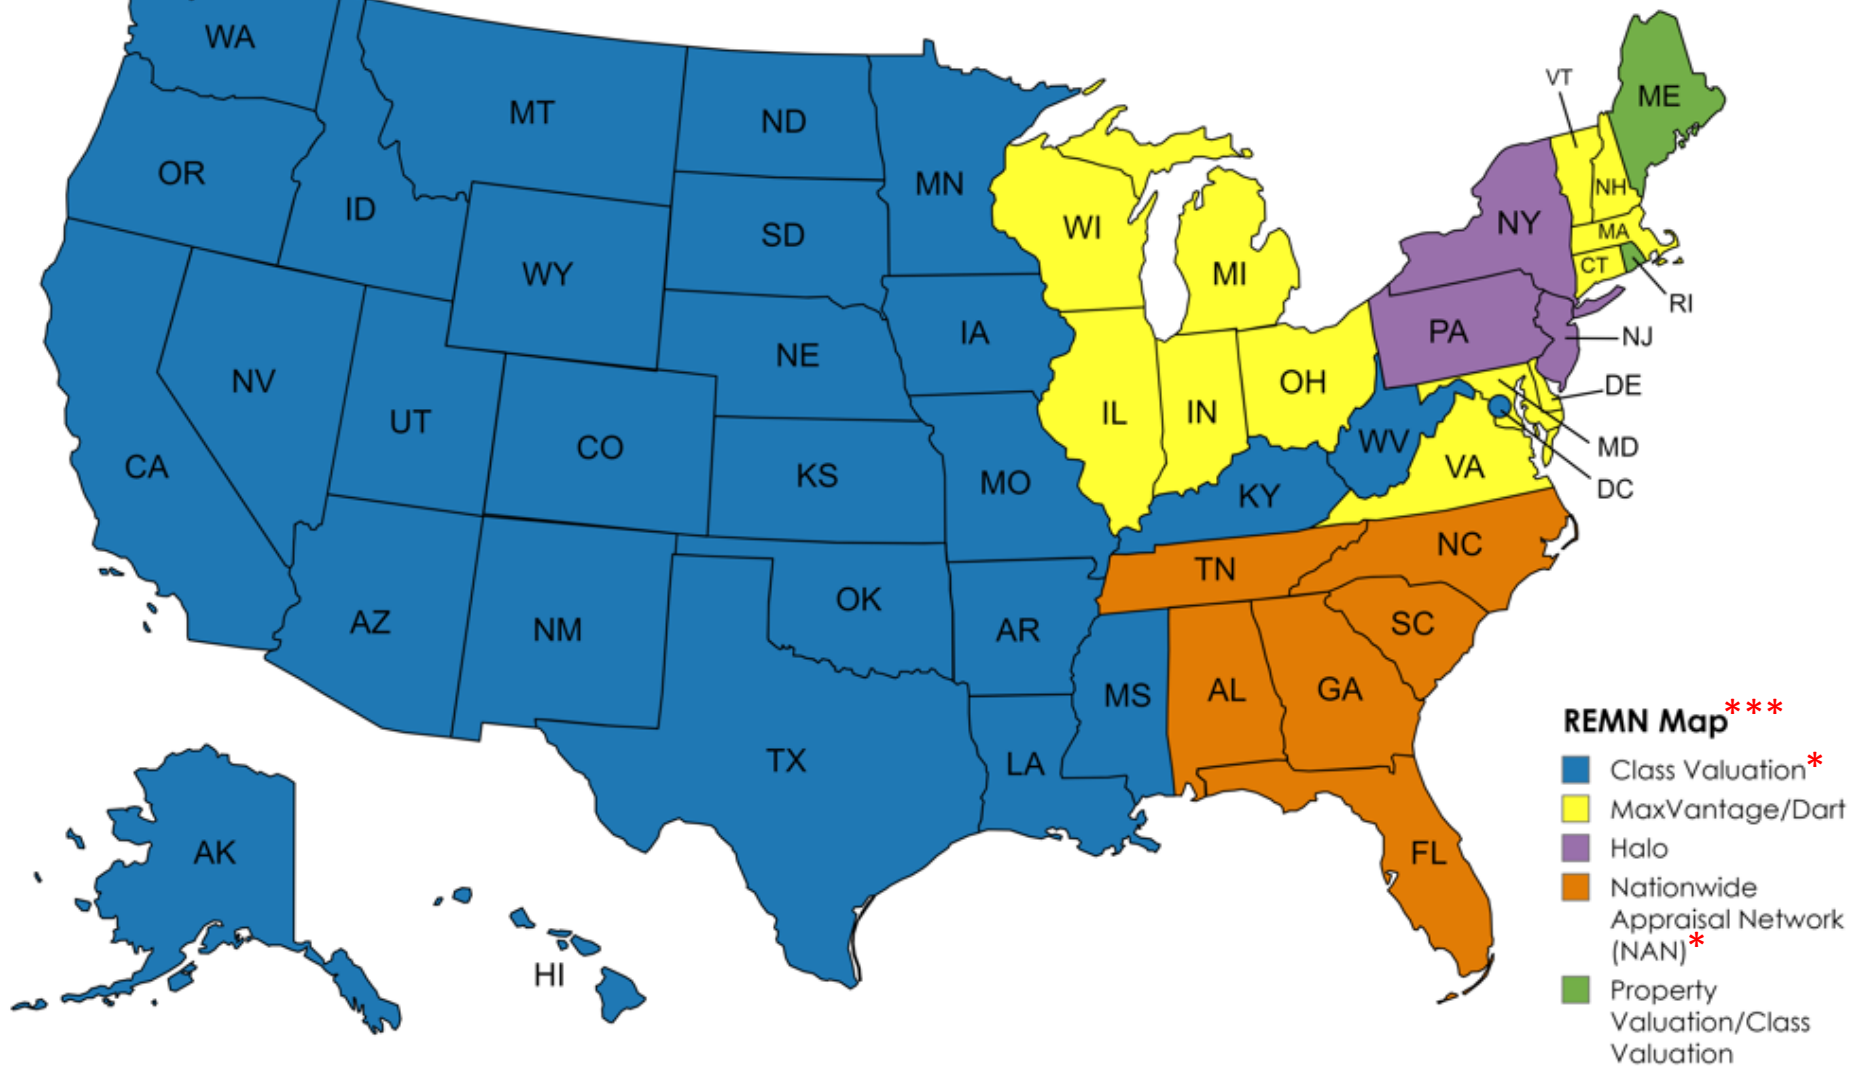 WA
MT
ND
MN
OR
ID
SD
WY
WI
MI
VT
ME
NH
NY
MA
CT
RI
IA
NE
PA
NJ
NV
UT
CO
IL
IN
OH
DE
CA
KS
MO
WV
VA
MD
KY
DC
AZ
NM
OK
AR
TN
NC
SC
MS
AL
GA
TX
LA
FL
AK
HI
REMN Map***
Class Valuation*
MaxVantage/Dart
Halo
Nationwide
Appraisal Network
(NAN)*
Property
Valuation/Class
Valuation